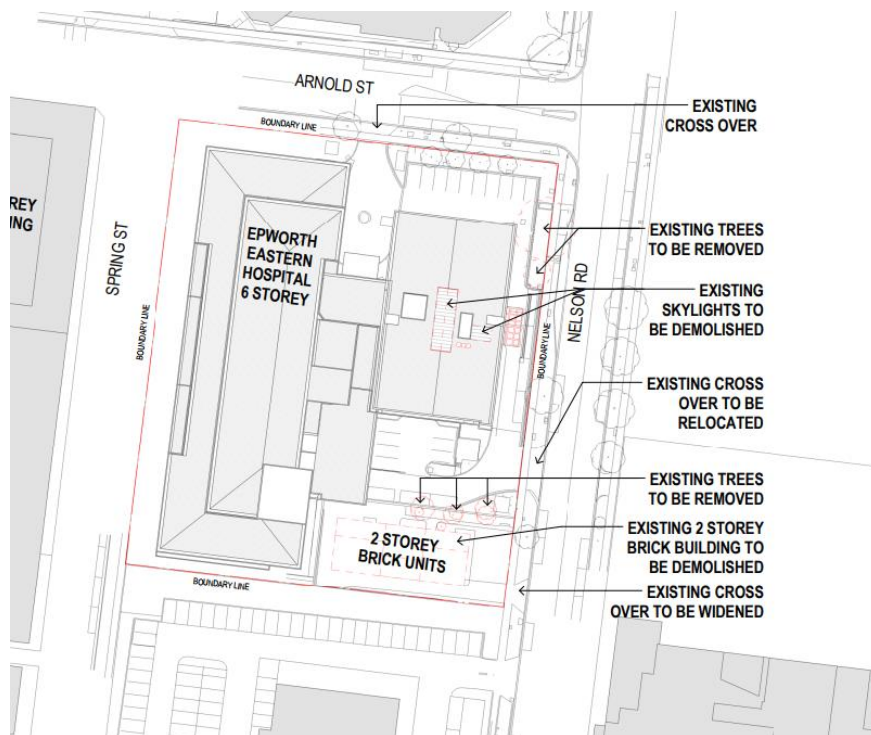 ARNOLD ST
BOUNDARY LINE
EXISTING
CROSS OVER
REY
ING
SPRING ST
BOUNDARY LINE
EPWORTH
EASTERN
HOSPITAL
6 STOREY
EXISTING TREES
TO BE REMOVED
NELSON RD
BOUNDARY LINE
EXISTING
SKYLIGHTS TO
BE DEMOLISHED
EXISTING CROSS
OVER TO BE
RELOCATED
EXISTING TREES
TO BE REMOVED
2 STOREY
BRICK UNITS
EXISTING 2 STOREY
BRICK BUILDING TO
BE DEMOLISHED
BOUNDARY LINE
EXISTING CROSS
OVER TO BE WIDENED